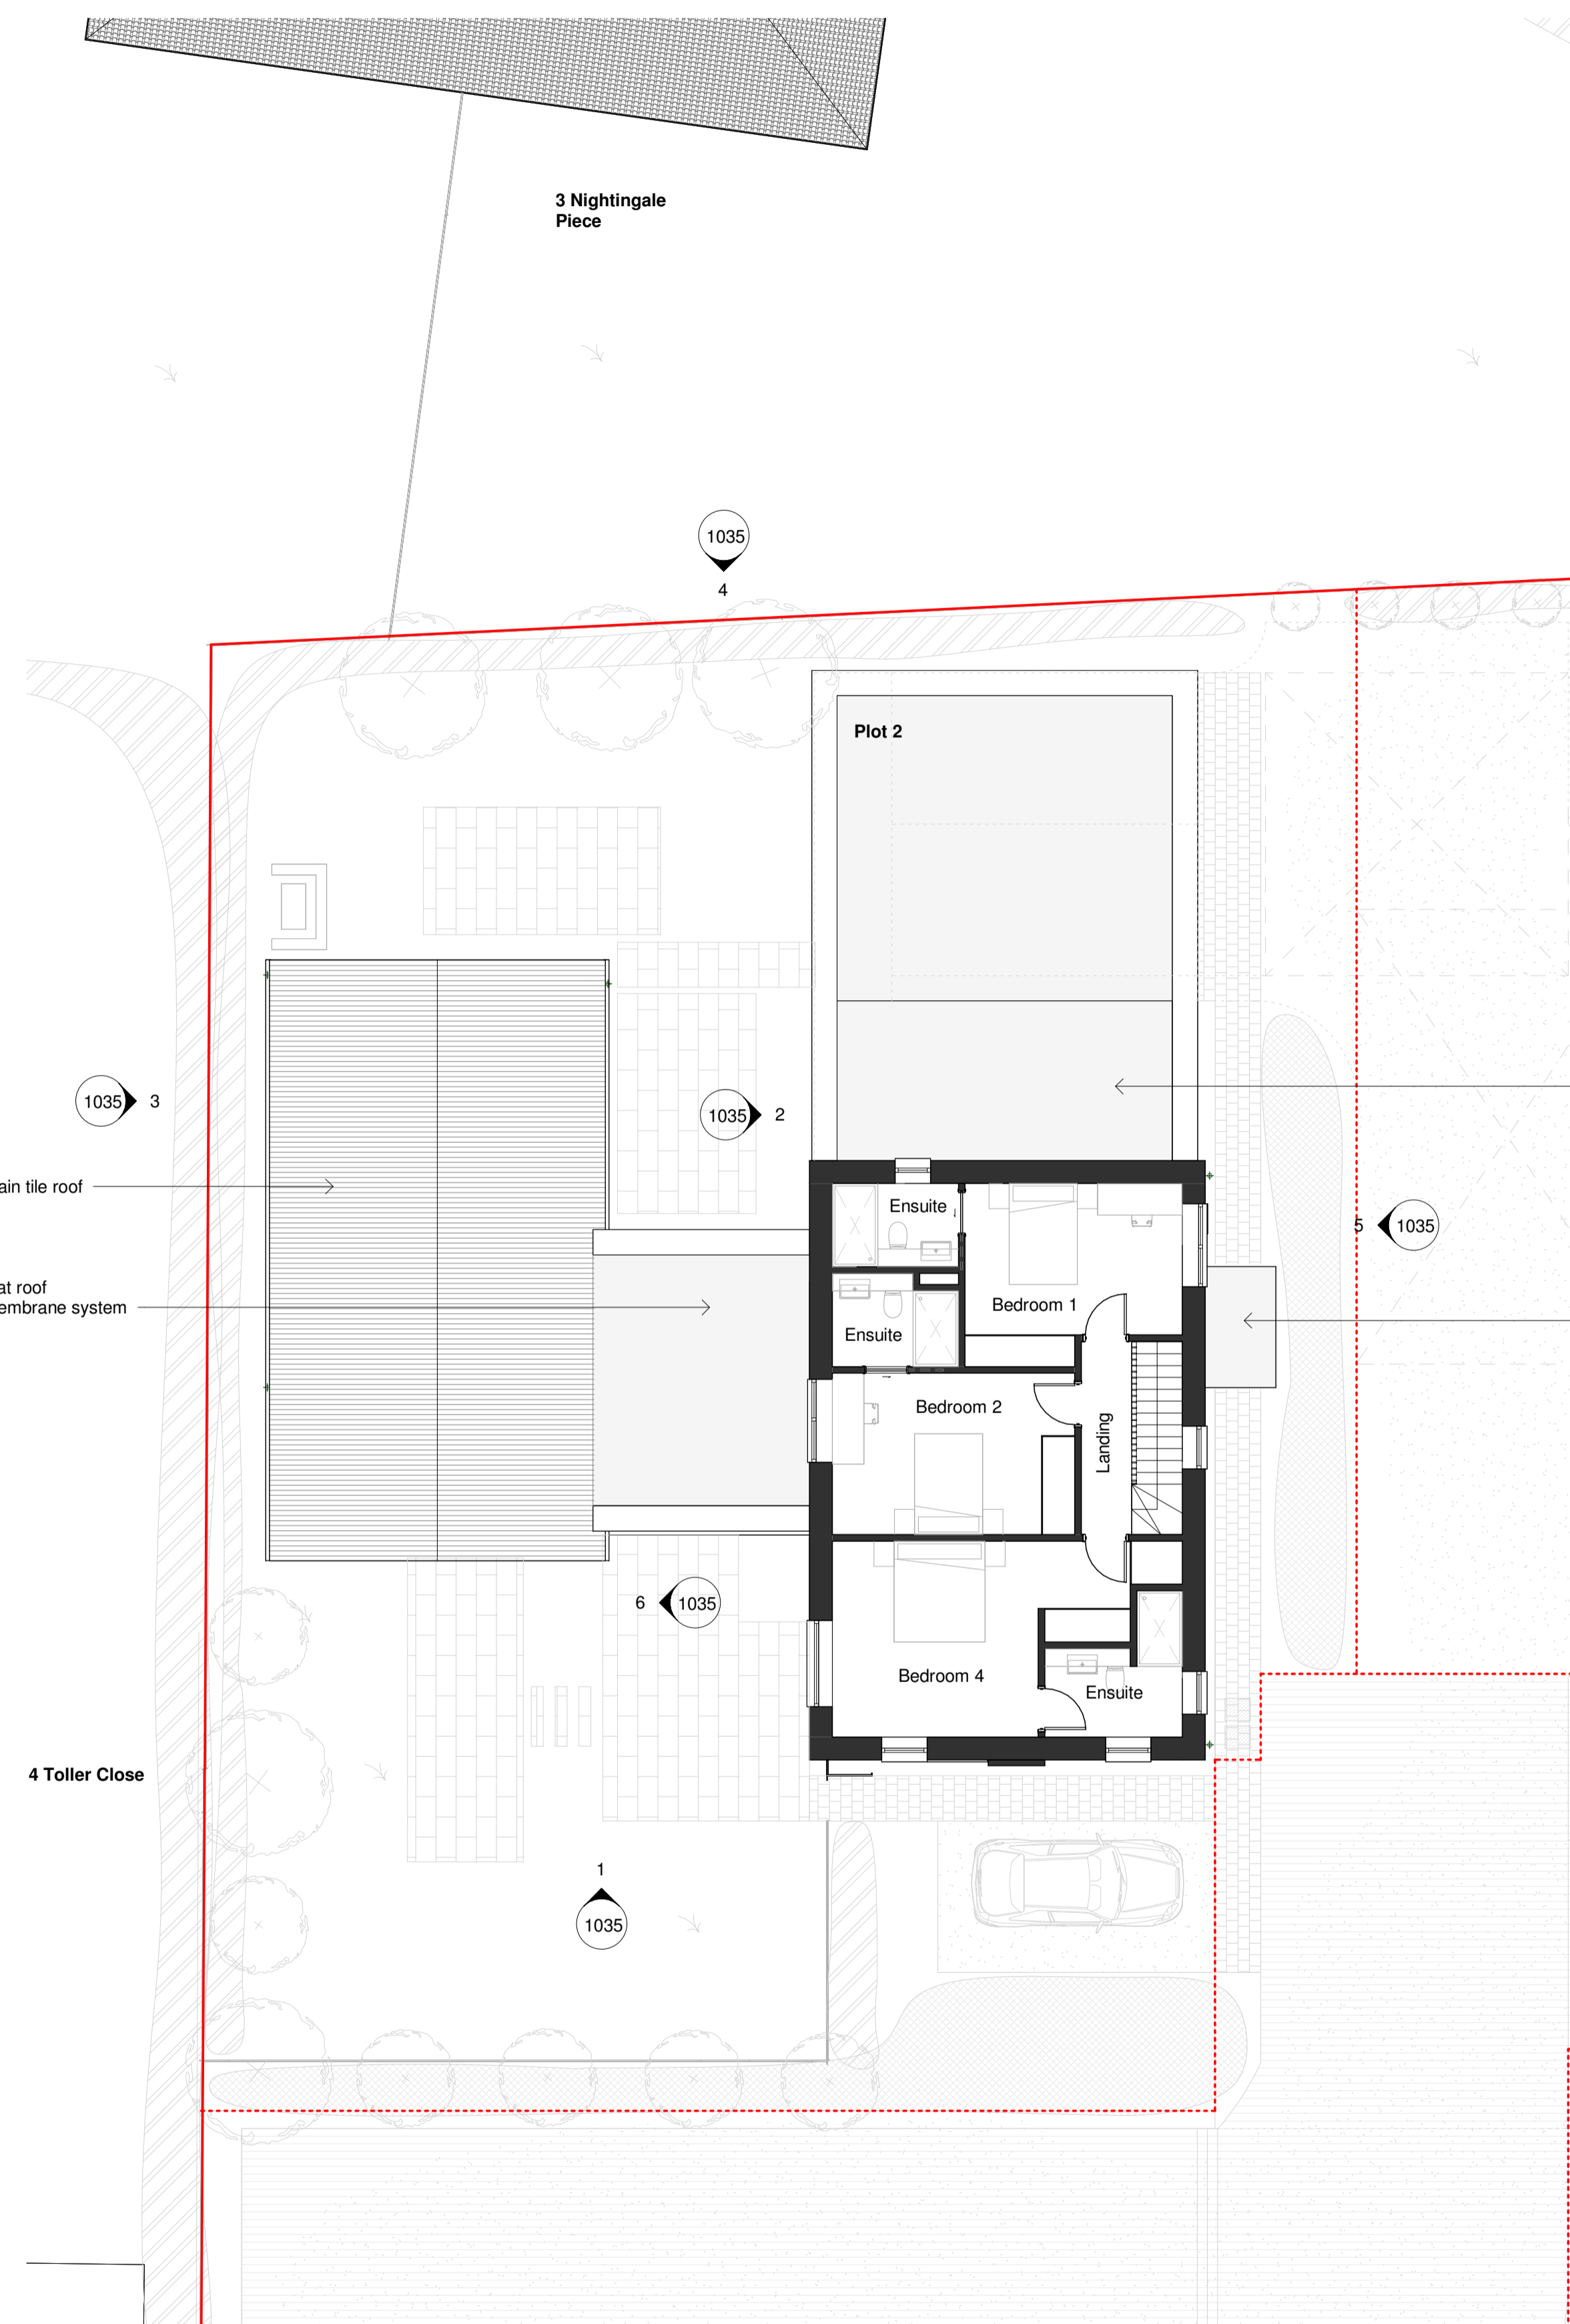 3 Nightingale
Piece
1035
4
Plot 2
1035
3
1035
2
ain tile roof
5
1035
at roof
embrane system
Ensuite
Bedroom 1
Ensuite
Bedroom 2
Landing
6
1035
Bedroom 4
Ensuite
4 Toller Close
1
1035